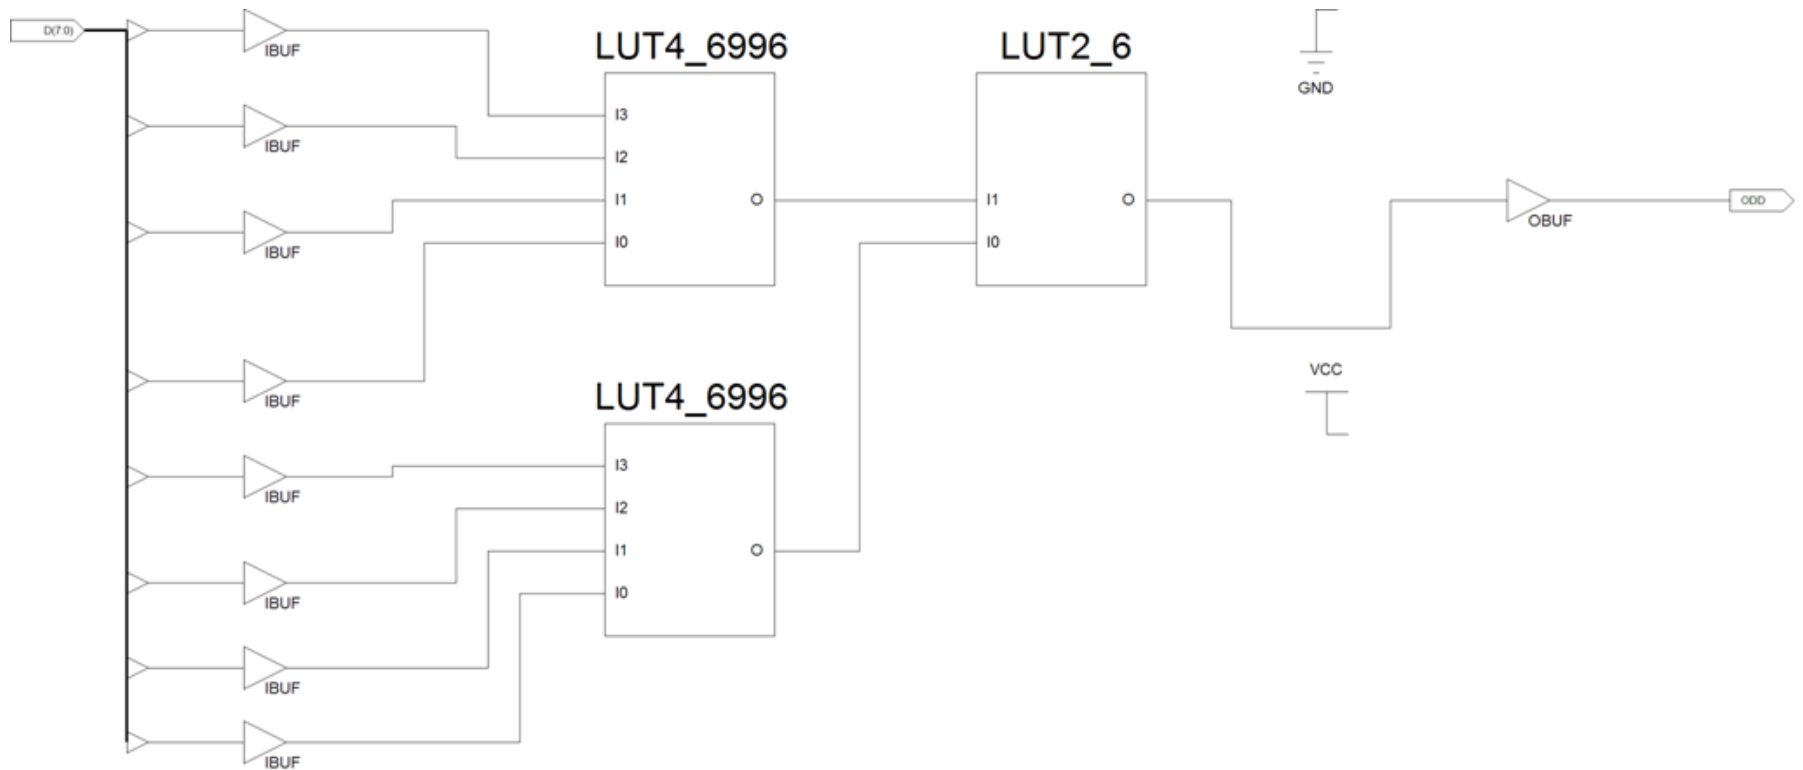 D(7:0)
IBUF
LUT4_6996
LUT2_6
GND
I3
IBUF
I2
I1
O
I1
O
ODD
OBUF
IBUF
I0
I0
VCC
IBUF
LUT4_6996
I3
IBUF
I2
I1
O
IBUF
I0
IBUF
IBUF